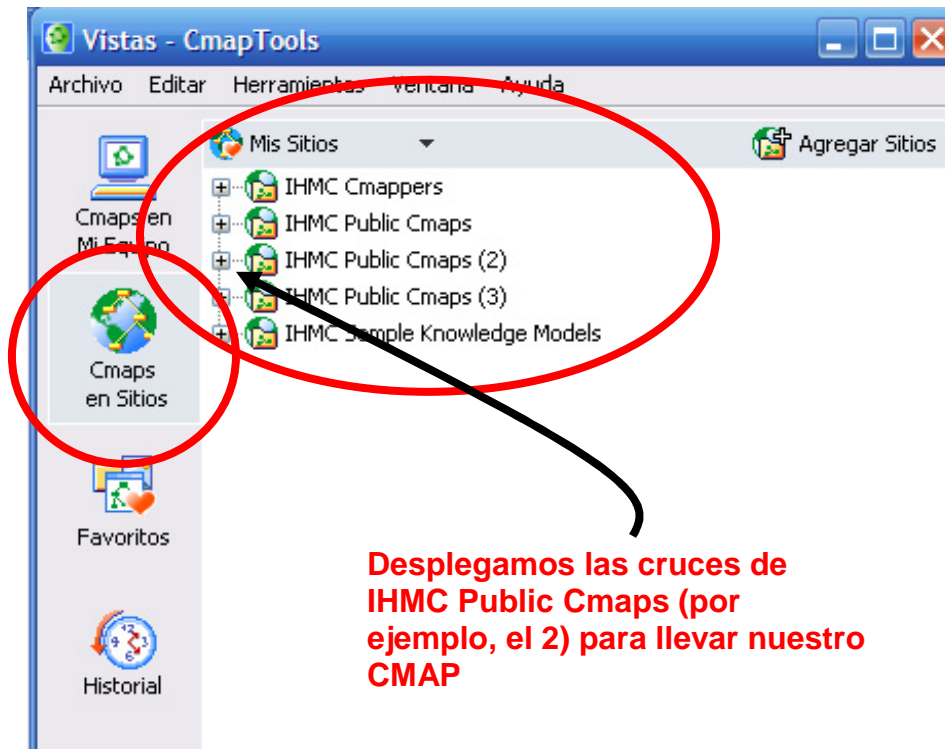 Vistas - CmapTools
Archivo Editar Herramientas Ventana Ayuda
Mis Sitios
Agregar Sitios
IHMC Cmappers
IHMC Public Cmaps
IHMC Public Cmaps (2)
IHMC Public Cmaps (3)
IHMC Sample Knowledge Models
Cmaps en
Mi Equipo
Cmaps
en Sitios
Favoritos
Historial
Desplegamos las cruces de
IHMC Public Cmaps (por
ejemplo, el 2) para llevar nuestro
CMAP